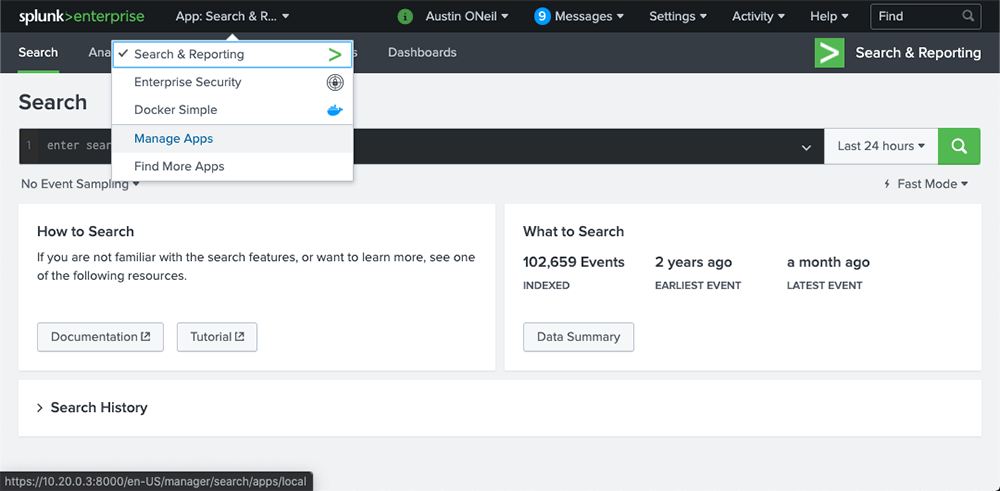 splunk>enterprise App: Search & R... Austin ONeil 9 Messages Settings Activity Help Find
Search Ana s Dashboards Search & Reporting
Search & Reporting
Enterprise Security
Docker Simple
Manage Apps
Find More Apps
Search
1 enter sear Last 24 hours
No Event Sampling Fast Mode
How to Search
If you are not familiar with the search features, or want to learn more, see one
of the following resources.
Documentation Tutorial
What to Search
102,659 Events 2 years ago a month ago
INDEXED EARLIEST EVENT LATEST EVENT
Data Summary
> Search History
https://10.20.0.3:8000/en-US/manager/search/apps/local